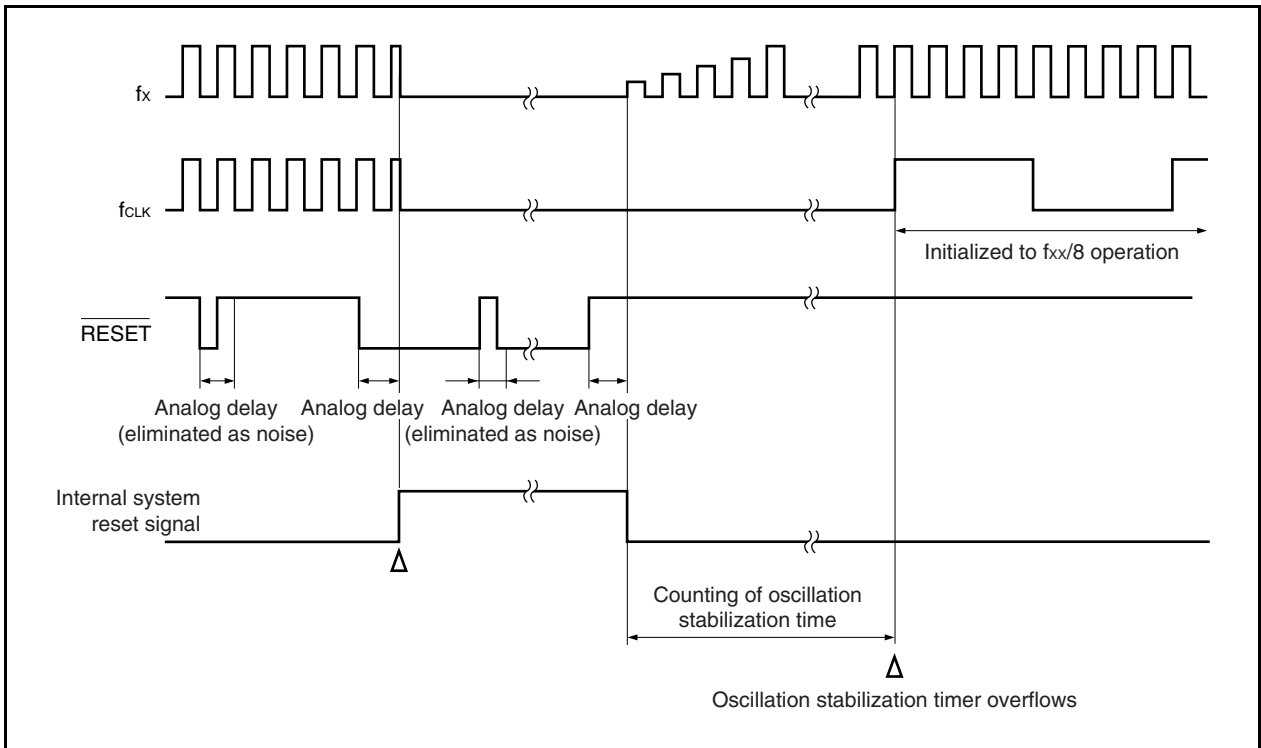 fX
fCLK
Initialized to fXX/8 operation
RESET
Analog delay
(eliminated as noise)
Analog delay
Analog delay
(eliminated as noise)
Analog delay
Internal system
reset signal
Counting of oscillation
stabilization time
Oscillation stabilization timer overflows